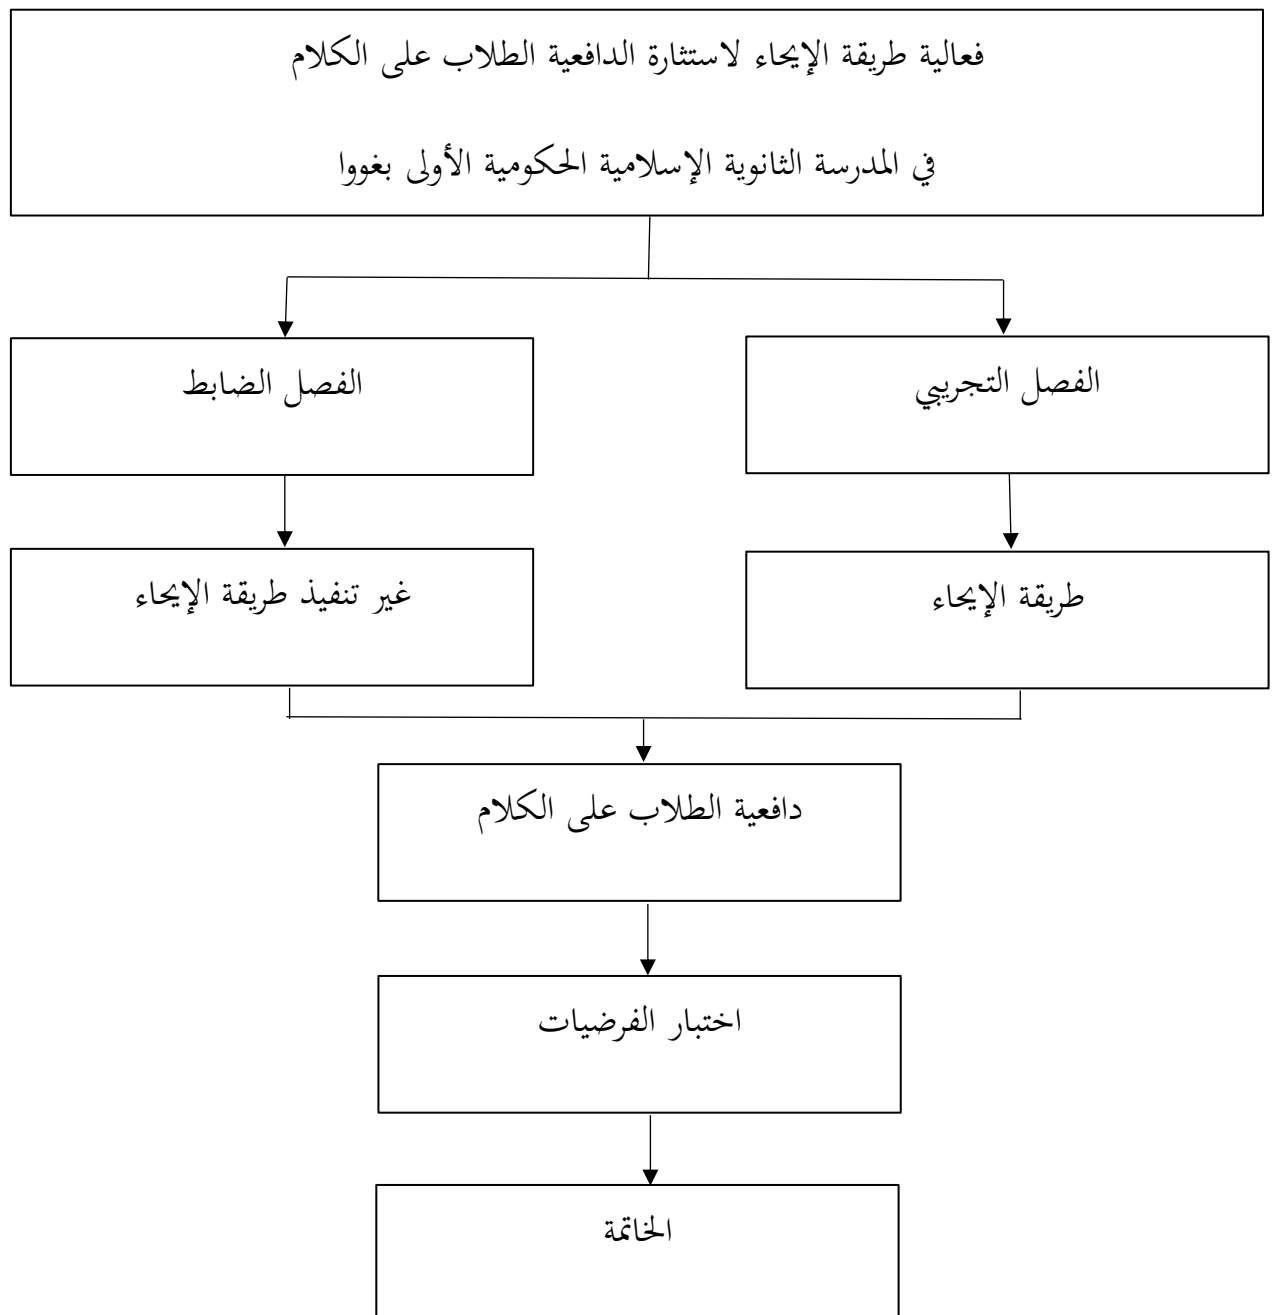 فعالية طريقة الإيحاء لاستثارة الدافعية الطلاب على الكلام
في المدرسة الثانوية الإسلامية الحكومية الأولى بغووا
الفصل التجريبي
الفصل الضابط
طريقة الإيحاء
غير تنفيذ طريقة الإيحاء
دافعية الطلاب على الكلام
اختبار الفرضيات
الخاتمة